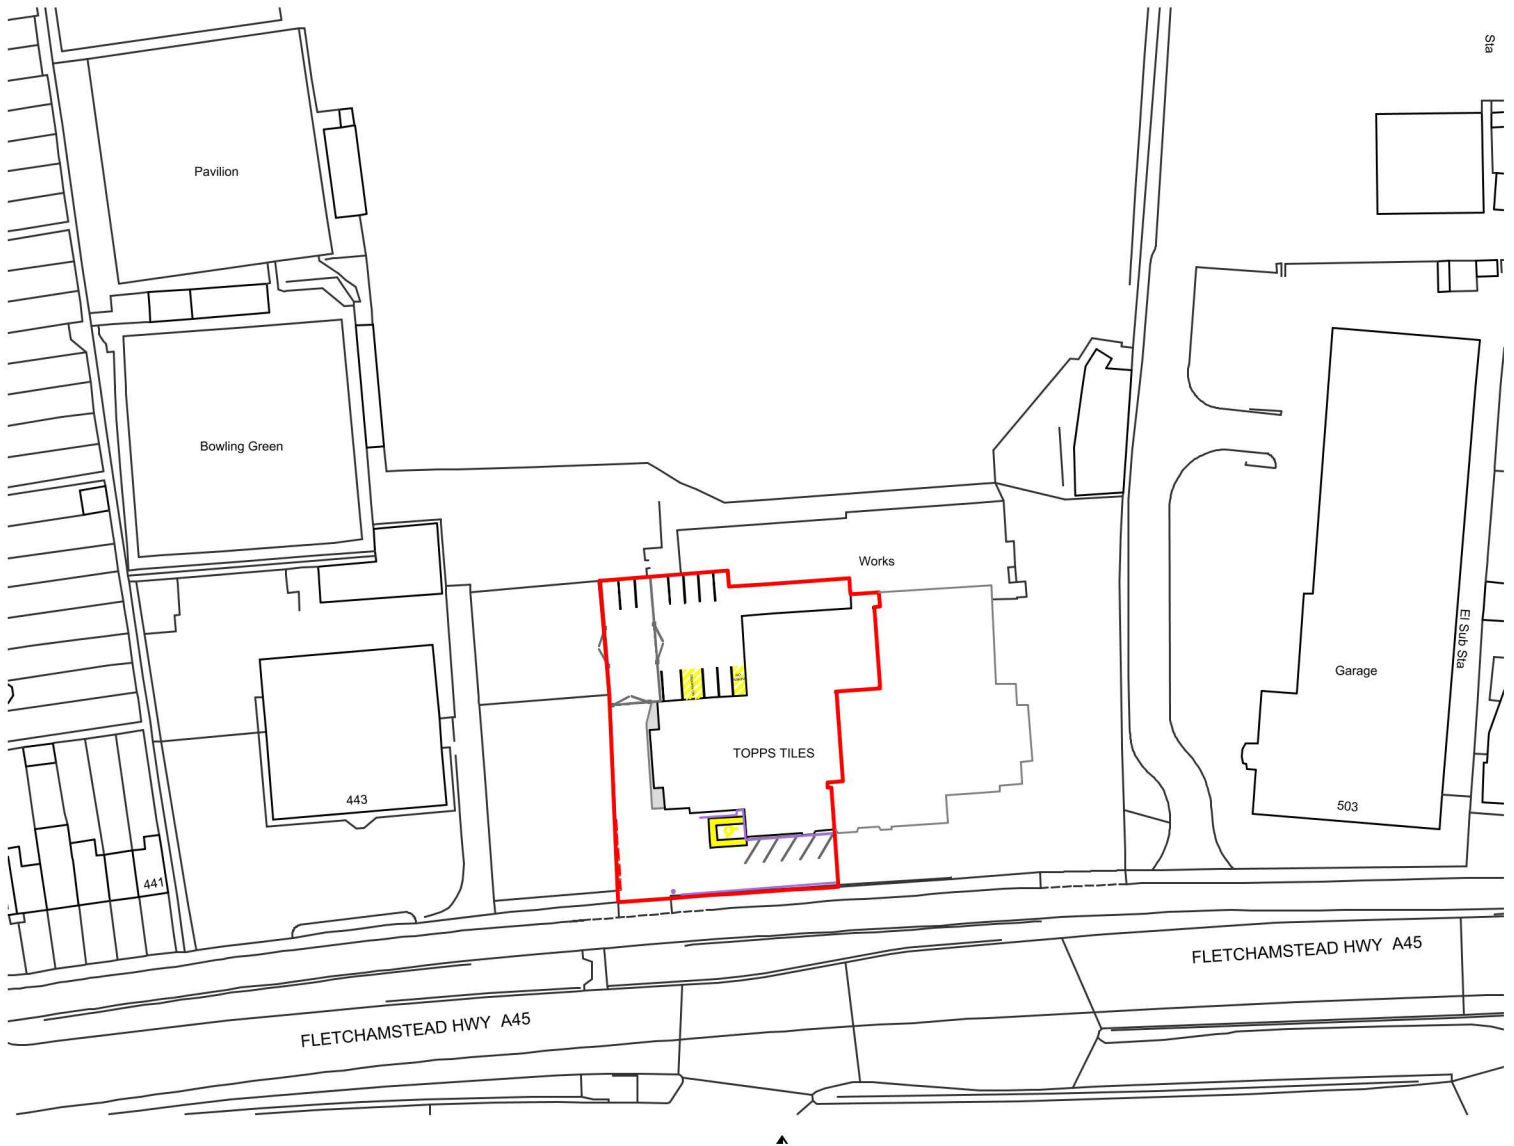 Sta
Pavilion
Bowling Green
Works
El Sub Sta
Garage
TOPPS TILES
443
503
441
FLETCHAMSTEAD HWY A45
FLETCHAMSTEAD HWY A45